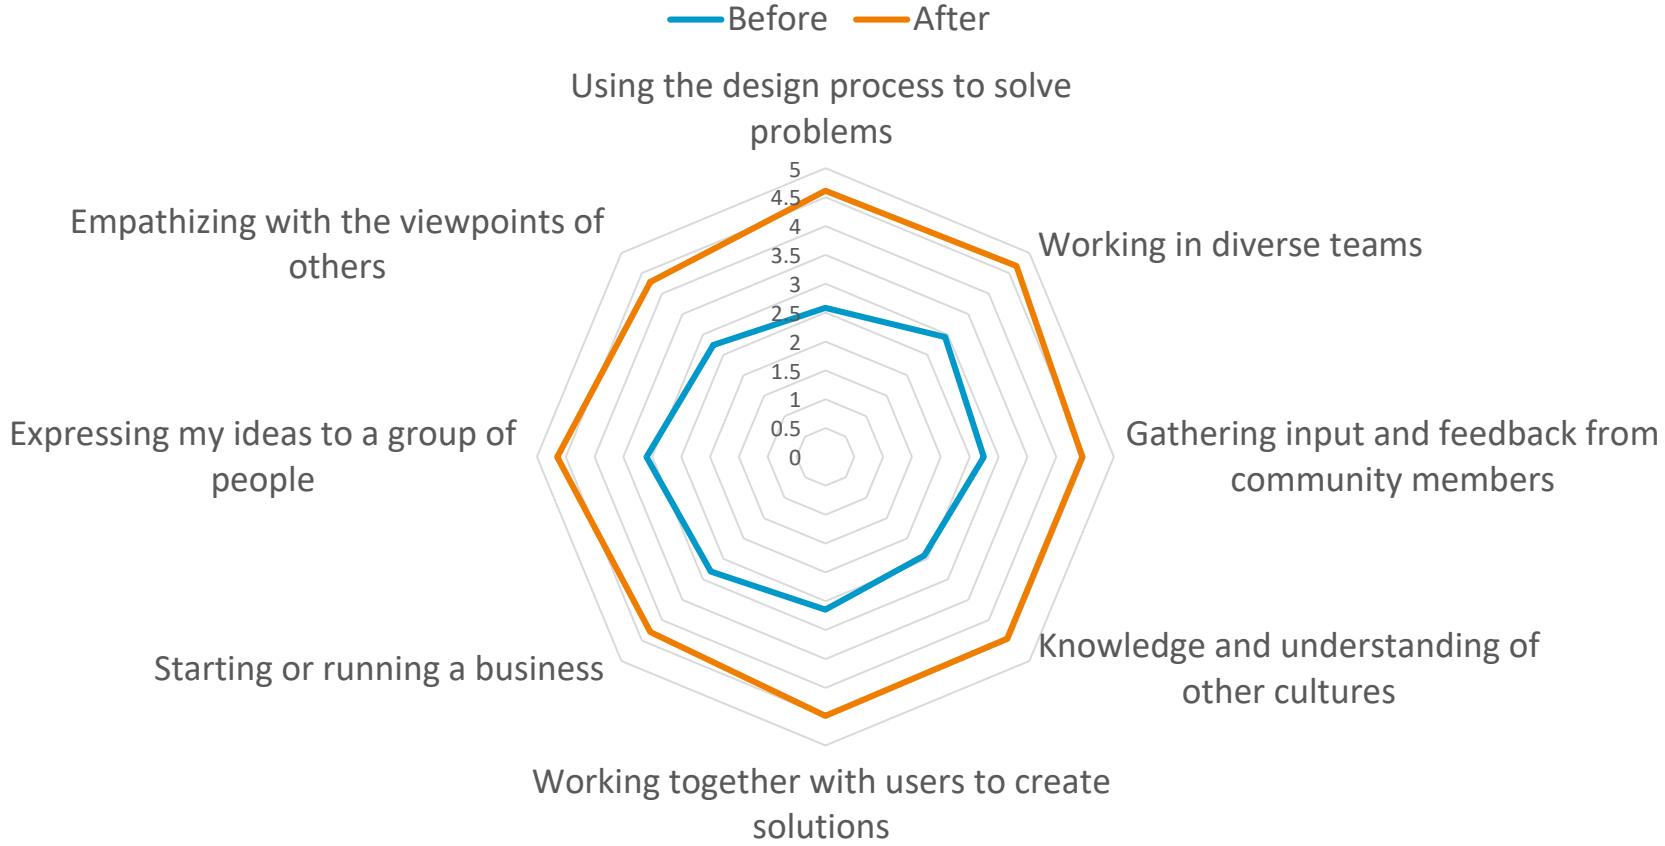 Before After
Using the design process to solve
problems
Working in diverse teams
Gathering input and feedback from
community members
Knowledge and understanding of
other cultures
Working together with users to create
solutions
Starting or running a business
Expressing my ideas to a group of
people
Empathizing with the viewpoints of
others
5
4.5
4
3.5
3
2.5
2
1.5
1
0.5
0